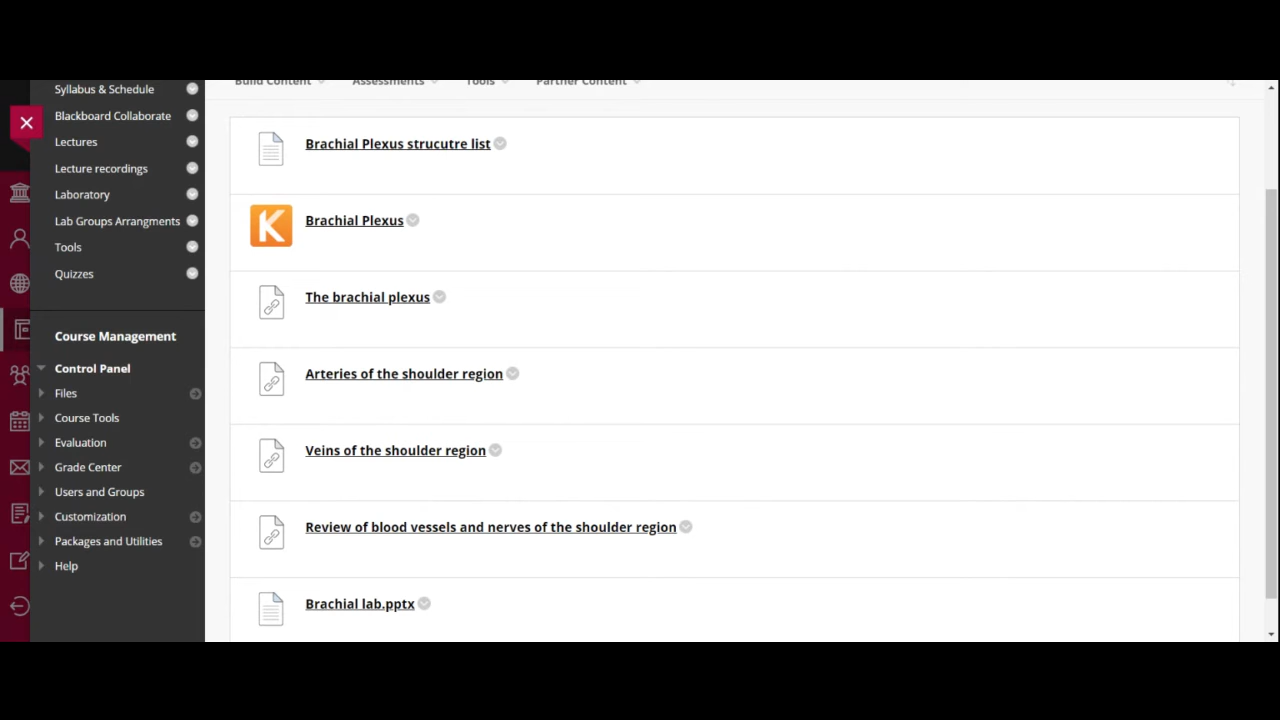 Build Content
Assessments
Tools
Partner Content
Syllabus & Schedule
Blackboard Collaborate
Lectures
Lecture recordings
Laboratory
Lab Groups Arrangments
Tools
Quizzes
Course Management
Control Panel
Files
Course Tools
Evaluation
Grade Center
Users and Groups
Customization
Packages and Utilities
Help
Brachial Plexus strucutre list
K
Brachial Plexus
The brachial plexus
Arteries of the shoulder region
Veins of the shoulder region
Review of blood vessels and nerves of the shoulder region
Brachial lab.pptx